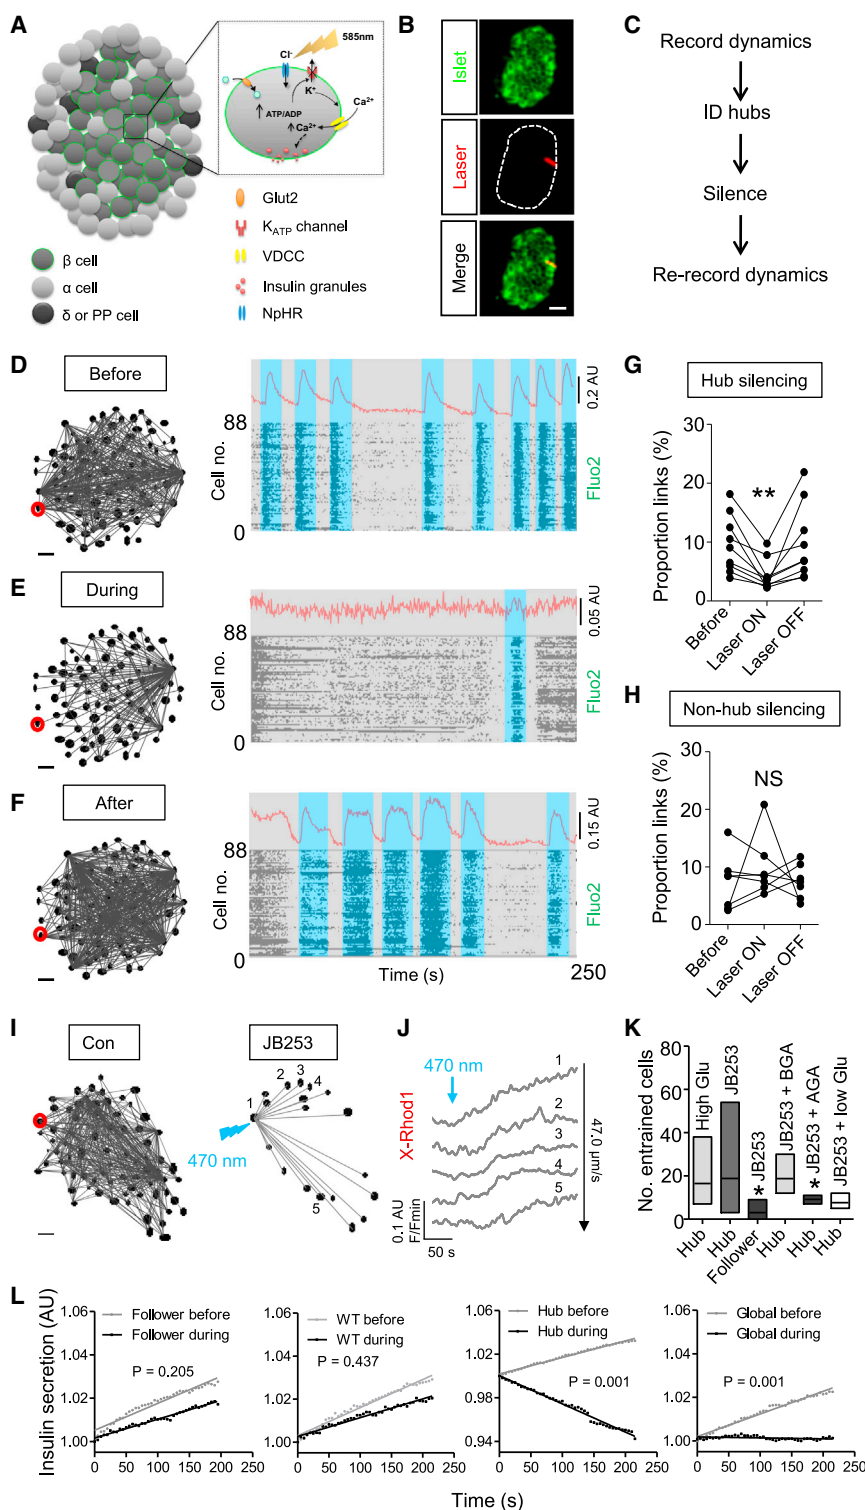 A
585nm
Cl-
K+
Ca2+
ATP/ADP
Ca2+
Glut2
KATP channel
VDCC
Insulin granules
NpHR
β cell
α cell
δ or PP cell
B
Islet
Laser
Merge
C
Record dynamics
ID hubs
Silence
Re-record dynamics
D
Before
88
Cell no.
0
0.2 AU
Fluo2
E
During
88
Cell no.
0
0.05 AU
Fluo2
F
After
88
Cell no.
0
0.15 AU
Fluo2
Time (s)
250
G
Hub silencing
30
20
10
0
Proportion links (%)
**
Before
Laser ON
Laser OFF
H
Non-hub silencing
30
20
10
0
Proportion links (%)
NS
Before
Laser ON
Laser OFF
I
Con
JB253
1
2
3
4
5
470 nm
J
470 nm
X-Rhod1
1
2
3
4
5
47.0 µm/s
0.1 AU
F/Fmin
50 s
K
80
60
40
20
0
No. entrained cells
High Glu
JB253
* JB253
JB253 + BGA
* JB253 + AGA
JB253 + low Glu
Hub
Hub
Follower
Hub
Hub
Hub
L
Insulin secretion (AU)
1.06
1.04
1.02
1.00
Follower before
Follower during
P = 0.205
0 50 100 150 200 250
1.06
1.04
1.02
1.00
WT before
WT during
P = 0.437
0 50 100 150 200 250
1.06
1.02
0.98
0.94
Hub before
Hub during
P = 0.001
0 50 100 150 200 250
1.06
1.04
1.02
1.00
Global before
Global during
P = 0.001
0 50 100 150 200 250
Time (s)